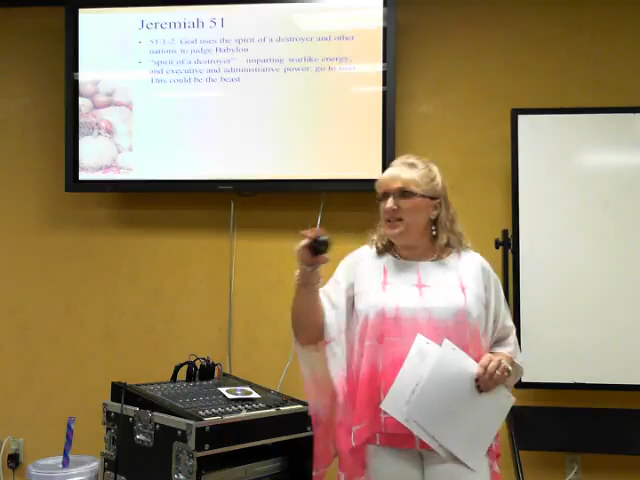 Jeremiah 51
• 51:1-2. God uses the spirit of a destroyer and other
nations to judge Babylon
• "spirit of a destroyer" – imparting warlike energy,
and executive and administrative power. go to
This could be the beast